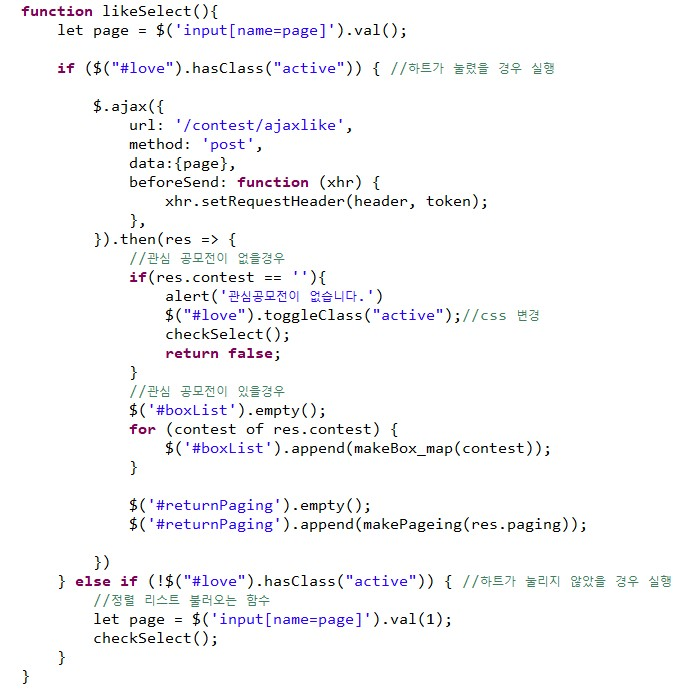 function likeSelect(){
    let page = $('input[name=page]').val();

    if ($("#love").hasClass("active")) { //하트가 눌렸을 경우 실행

        $.ajax({
            url: '/contest/ajaxlike',
            method: 'post',
            data:{page},
            beforeSend: function (xhr) {
                xhr.setRequestHeader(header, token);
            },
        }).then(res => {
            //관심 공모전이 없을경우
            if(res.contest == ''){
                alert('관심공모전이 없습니다.')
                $("#love").toggleClass("active");//css 변경
                checkSelect();
                return false;
            }
            //관심 공모전이 있을경우
            $('#boxList').empty();
            for (contest of res.contest) {
                $('#boxList').append(makeBox_map(contest));
            }

            $('#returnPaging').empty();
            $('#returnPaging').append(makePageing(res.paging));

        })
    } else if (!$("#love").hasClass("active")) { //하트가 눌리지 않았을 경우 실행
        //정렬 리스트 불러오는 함수
        let page = $('input[name=page]').val(1);
        checkSelect();
    }
}